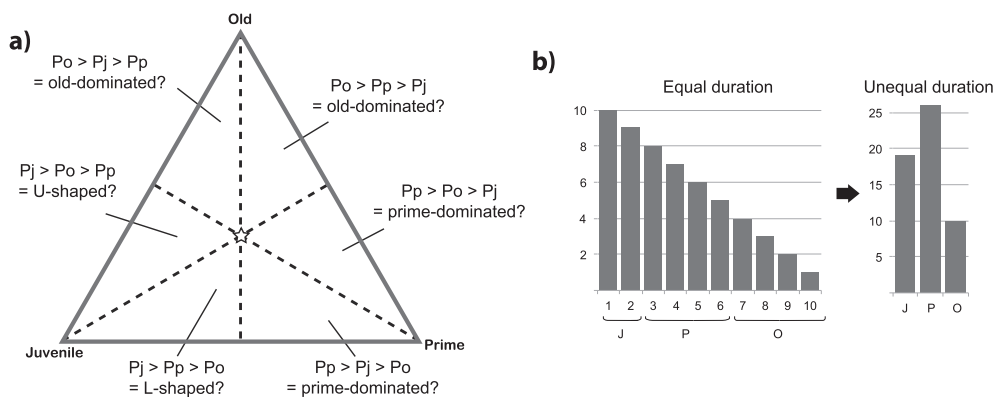 a)
Old
Po > Pj > Pp
= old-dominated?
Po > Pp > Pj
= old-dominated?
Pj > Po > Pp
= U-shaped?
Pp > Po > Pj
= prime-dominated?
Juvenile
Prime
Pj > Pp > Po
= L-shaped?
Pp > Pj > Po
= prime-dominated?
b)
Equal duration
10
8
6
4
2
1 2 3 4 5 6 7 8 9 10
J P O
Unequal duration
25
20
15
10
5
J P O